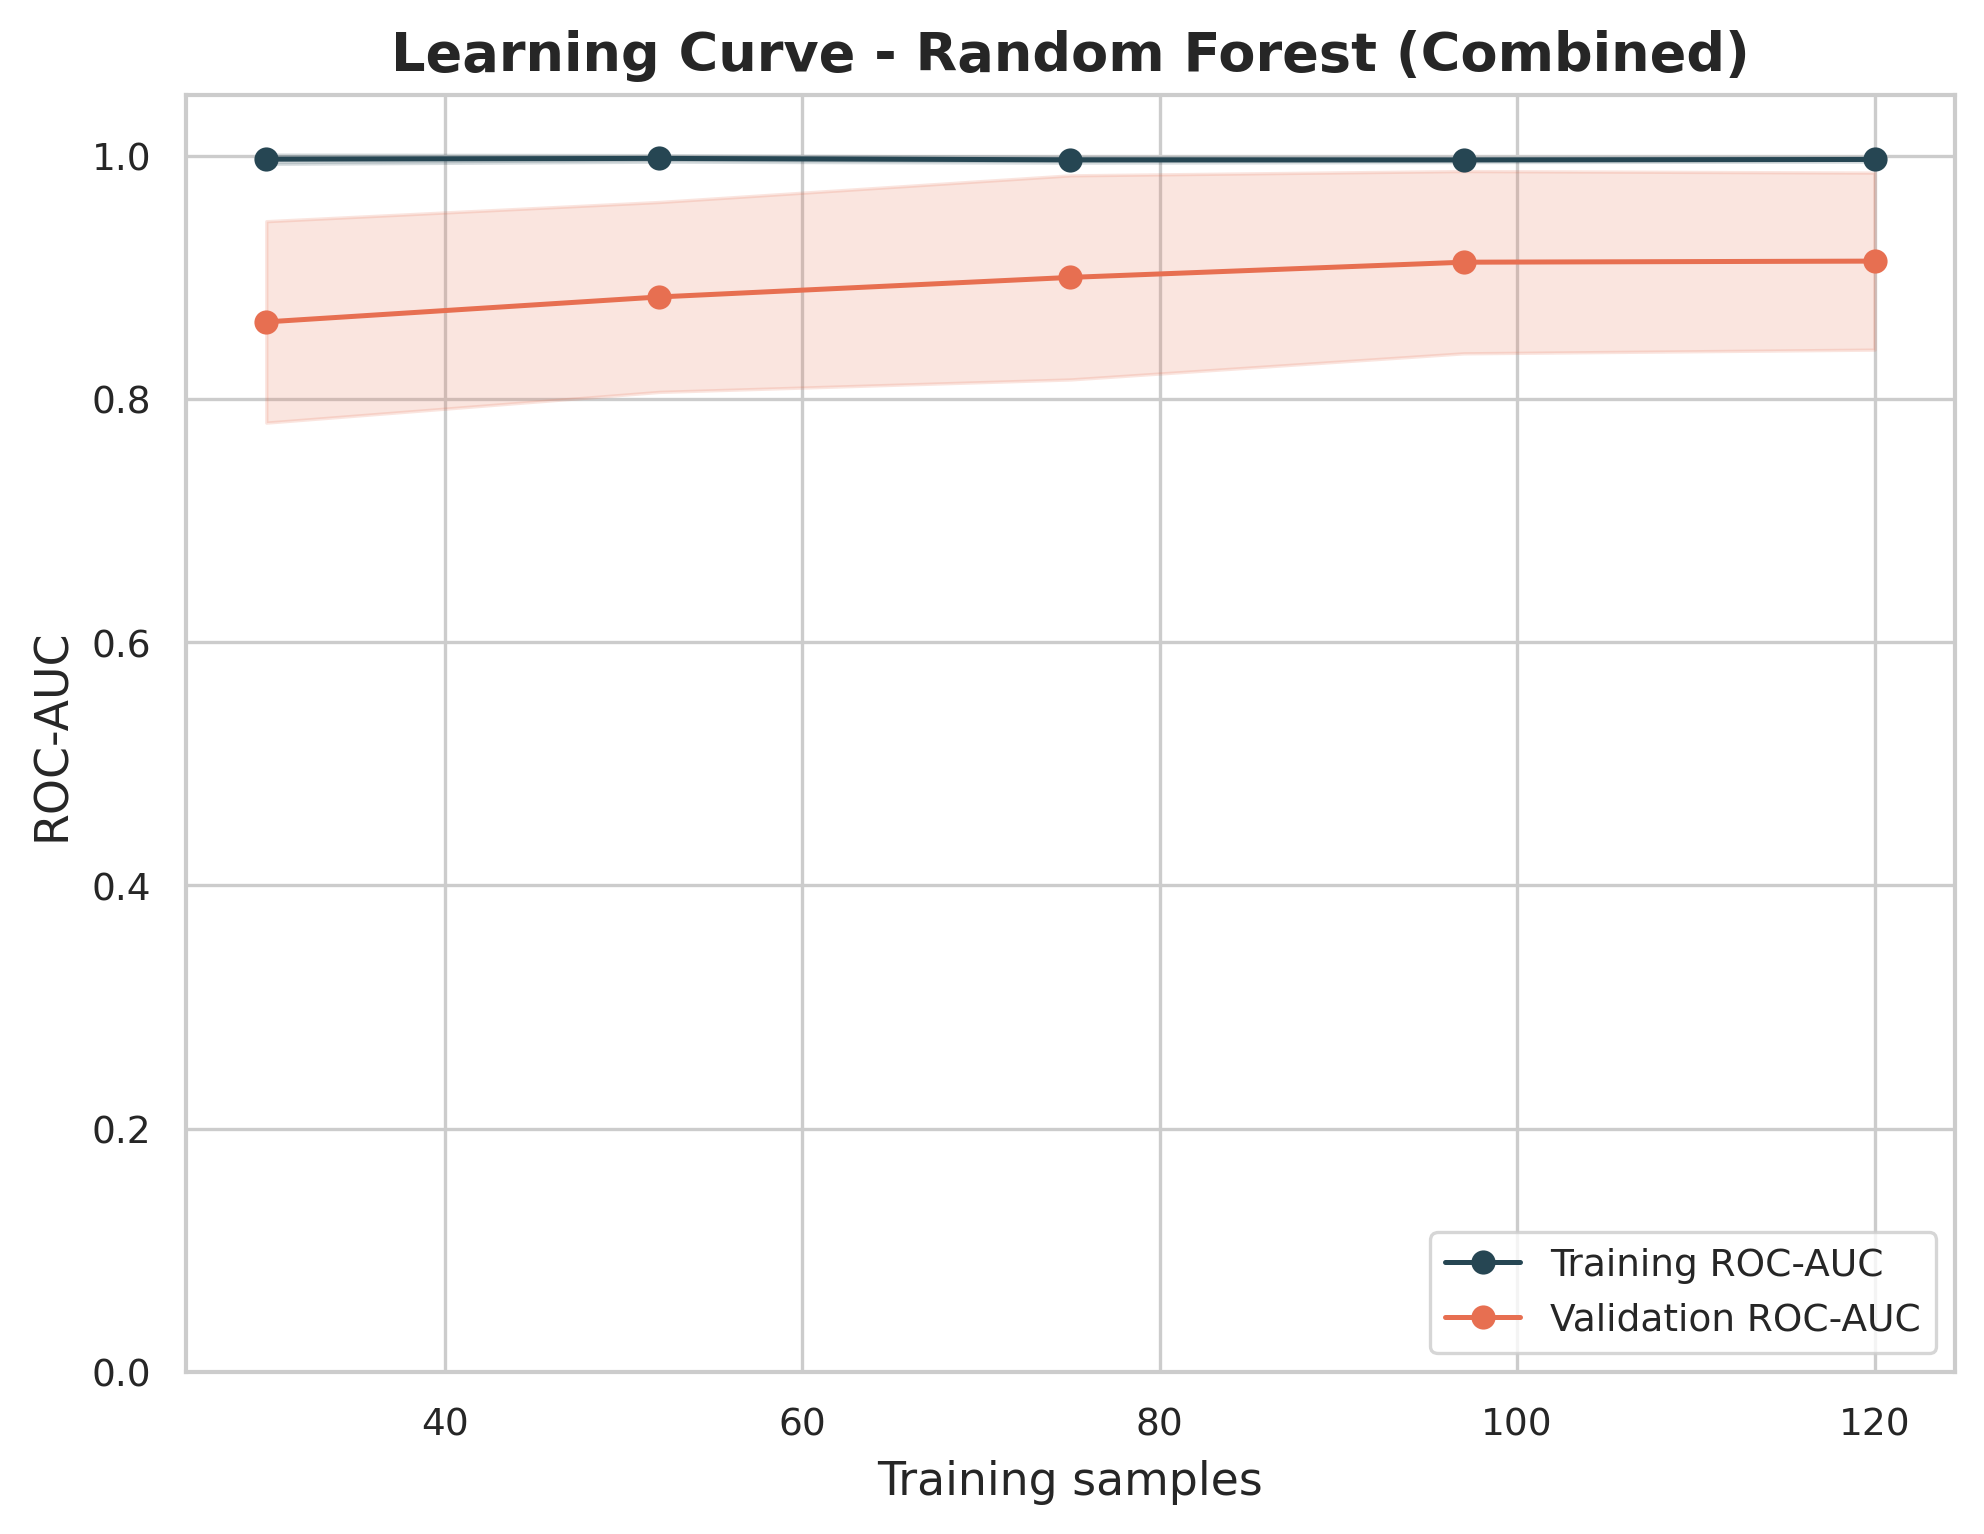 Learning Curve - Random Forest (Combined)
1.0
0.8
0.6
0.4
0.2
0.0
ROC-AUC
40 60 80 100 120
Training samples
Training ROC-AUC
Validation ROC-AUC